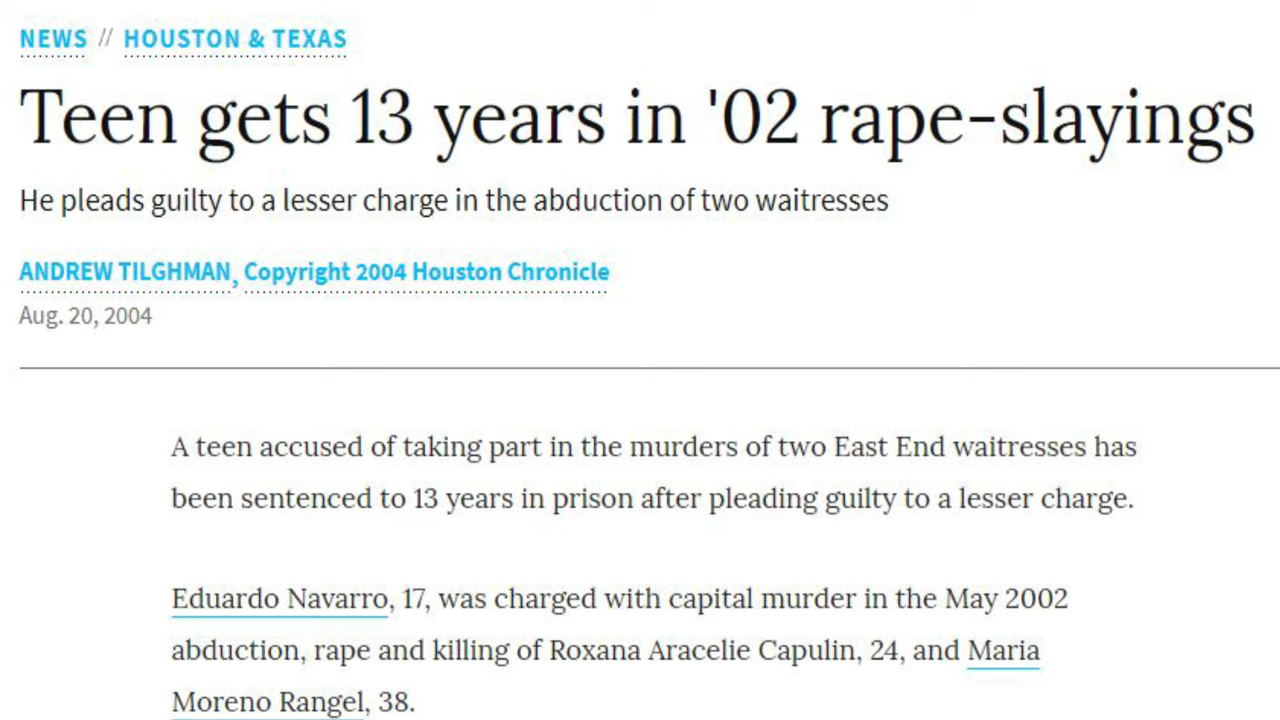 NEWS // HOUSTON & TEXAS
Teen gets 13 years in '02 rape-slayings
He pleads guilty to a lesser charge in the abduction of two waitresses
ANDREW TILGHMAN, Copyright 2004 Houston Chronicle
Aug. 20, 2004
A teen accused of taking part in the murders of two East End waitresses has
been sentenced to 13 years in prison after pleading guilty to a lesser charge.
Eduardo Navarro, 17, was charged with capital murder in the May 2002
abduction, rape and killing of Roxana Aracelie Capulin, 24, and Maria
Moreno Rangel, 38.